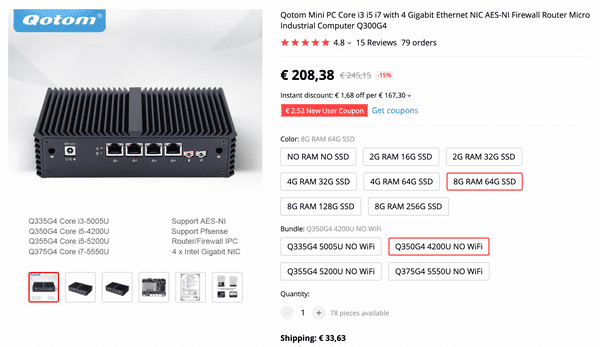 Qotom®
Qotom Mini PC Core i3 i5 i7 with 4 Gigabit Ethernet NIC AES-NI Firewall Router Micro
Industrial Computer Q300G4
4.8
15 Reviews
79 orders
€ 208,38
€ 245,15
-15%
Instant discount: € 1,68 off per € 167,30
€ 2,52 New User Coupon
Get coupons
Color: 8G RAM 64G SSD
NO RAM NO SSD
2G RAM 16G SSD
2G RAM 32G SSD
4G RAM 32G SSD
4G RAM 64G SSD
8G RAM 64G SSD
8G RAM 128G SSD
8G RAM 256G SSD
Bundle: Q350G4 4200U NO WiFi
Q335G4 5005U NO WiFi
Q350G4 4200U NO WiFi
Q355G4 5200U NO WiFi
Q375G4 5550U NO WiFi
Quantity:
- 1 +
78 pieces available
Shipping: € 33,63
Q335G4 Core i3-5005U
Support AES-NI
Q350G4 Core i5-4200U
Support Pfsense
Q355G4 Core i5-5200U
Router/Firewall IPC
Q375G4 Core i7-5550U
4 x Intel Gigabit NIC